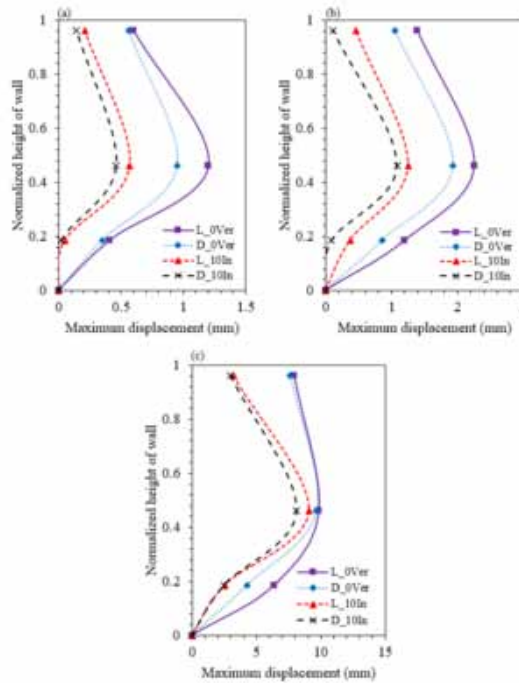 (a)
1
0.8
0.6
0.4
0.2
0
Normalized height of wall
L_0Ver
D_0Ver
L_10In
D_10In
0
0.5
1
1.5
Maximum displacement (mm)
(b)
1
0.8
0.6
0.4
0.2
0
Normalized height of wall
L_0Ver
D_0Ver
L_10In
D_10In
0
1
2
Maximum displacement (mm)
(c)
1
0.8
0.6
0.4
0.2
0
Normalized height of wall
L_0Ver
D_0Ver
L_10In
D_10In
0
5
10
15
Maximum displacement (mm)